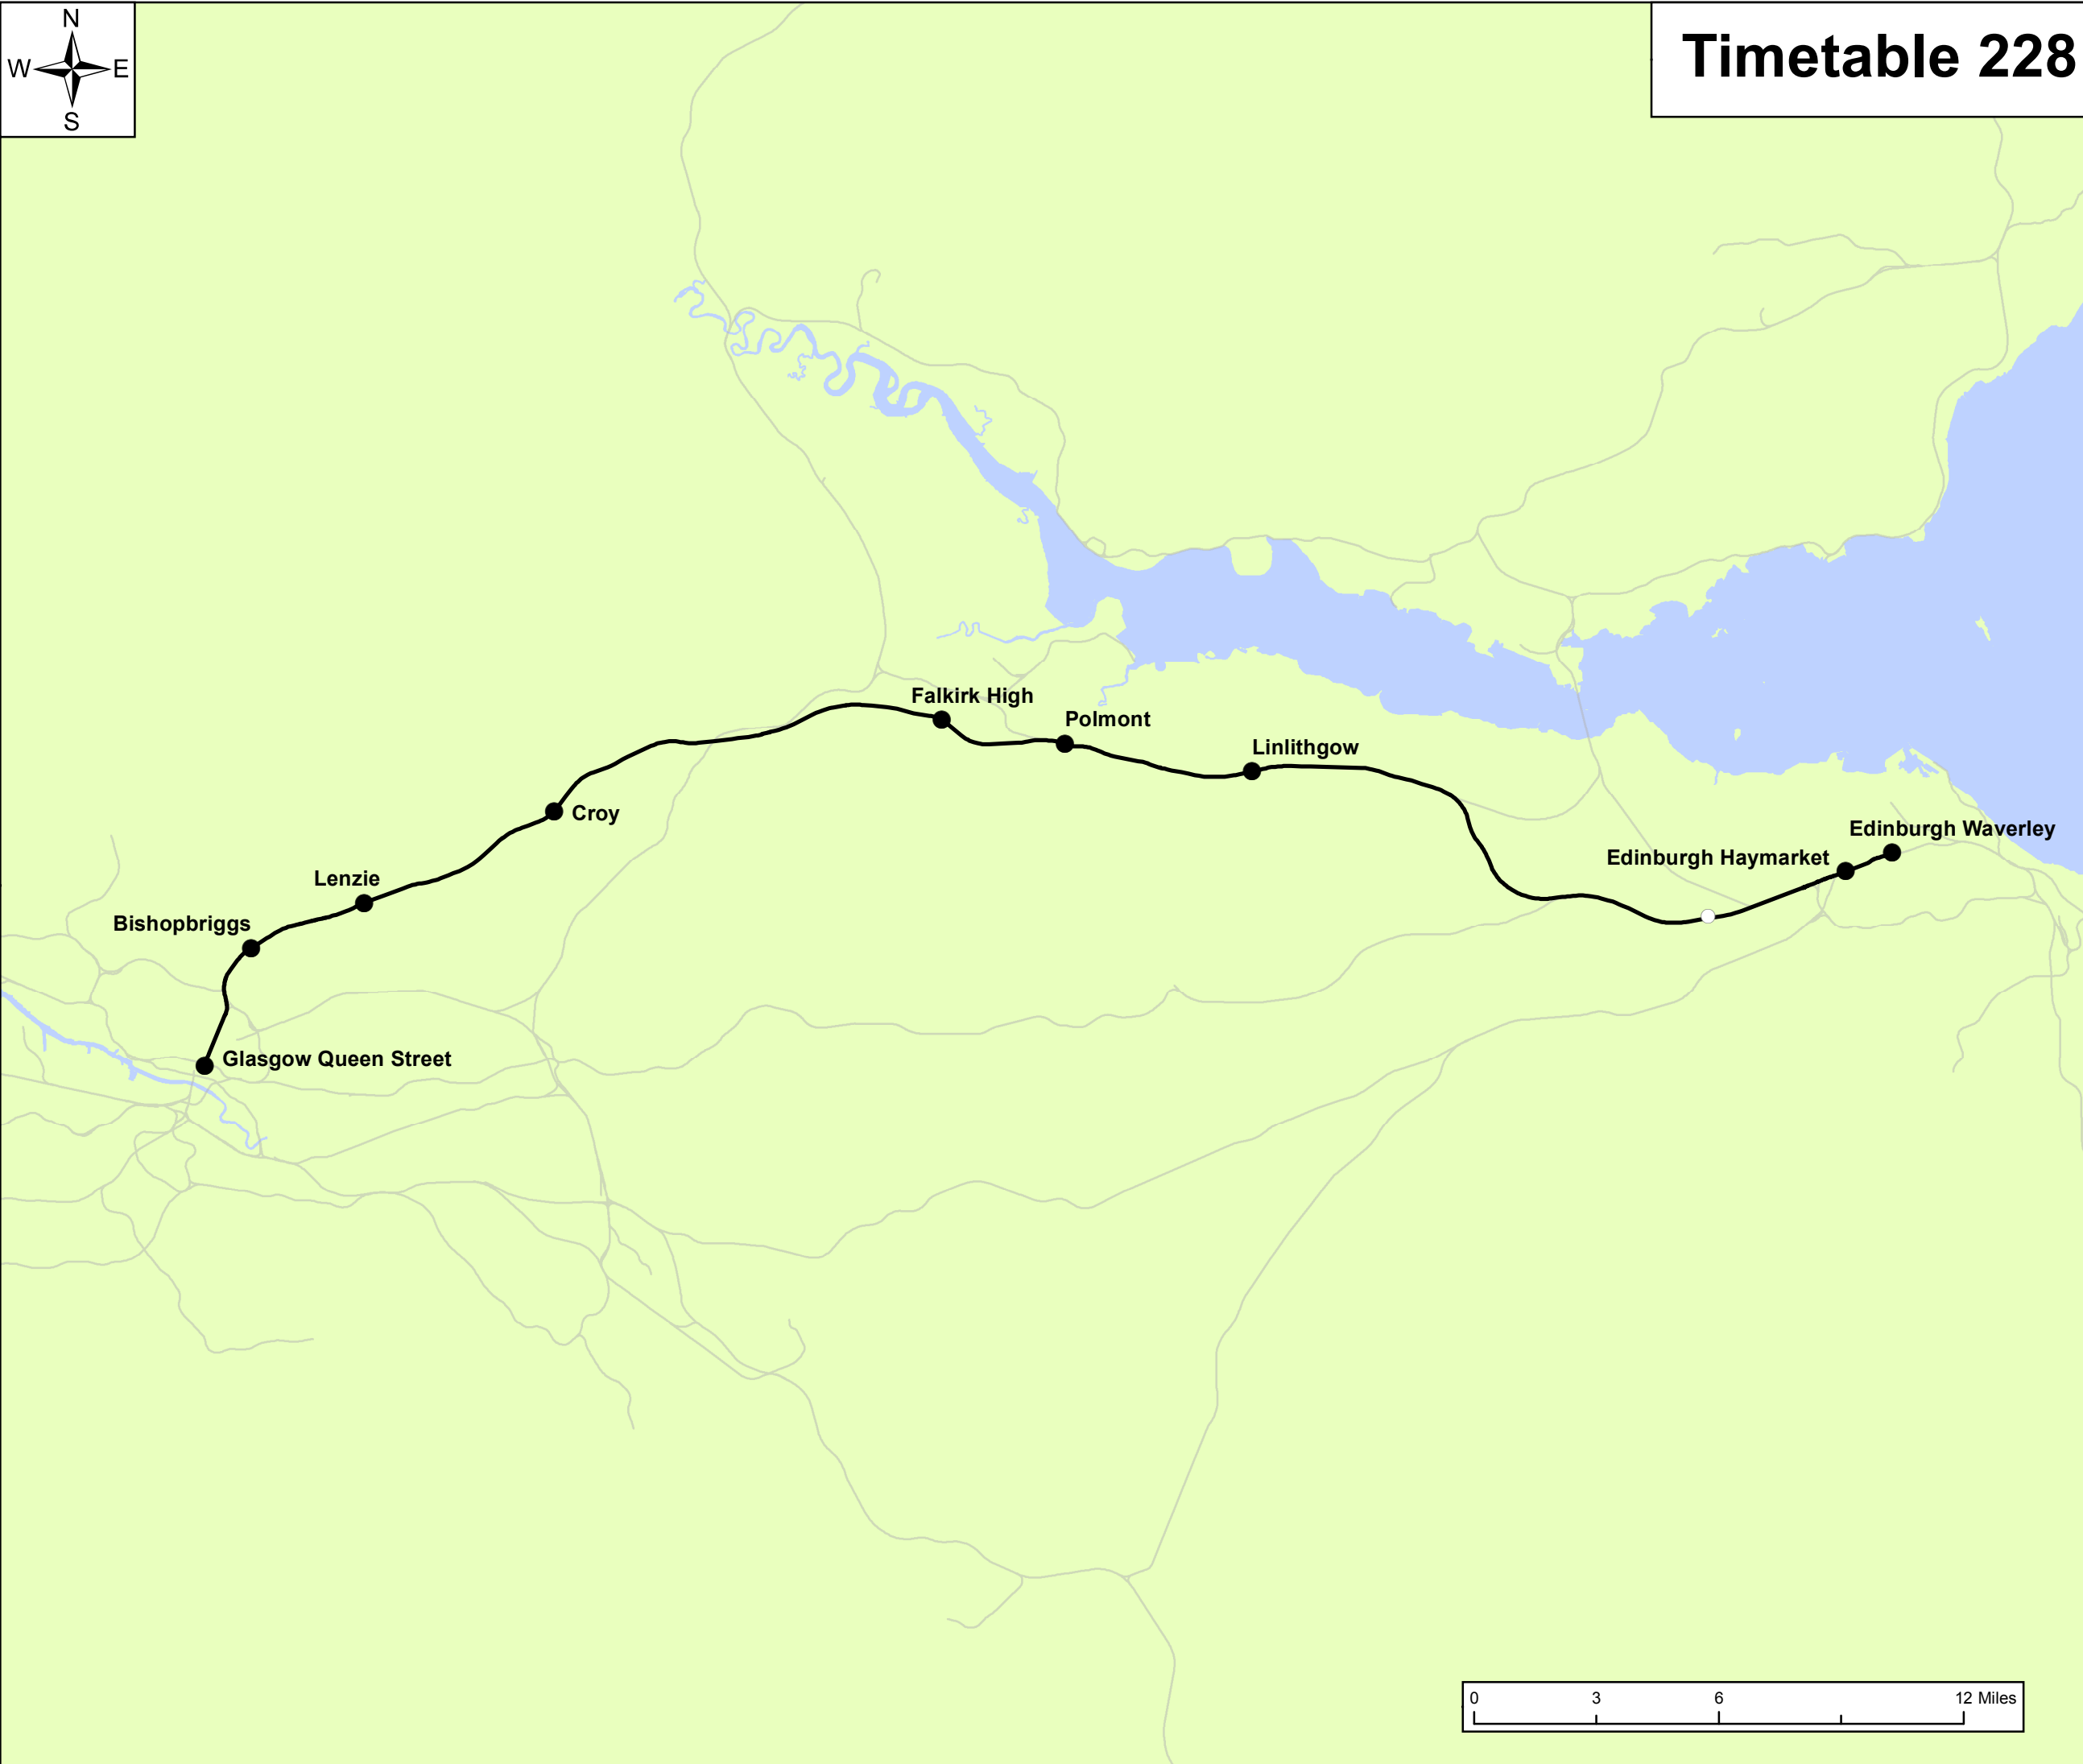 N
W E
S
Timetable 228
Falkirk High
Polmont
Linlithgow
Croy
Edinburgh Waverley
Edinburgh Haymarket
Lenzie
Bishopbriggs
Glasgow Queen Street
0 3 6 12 Miles